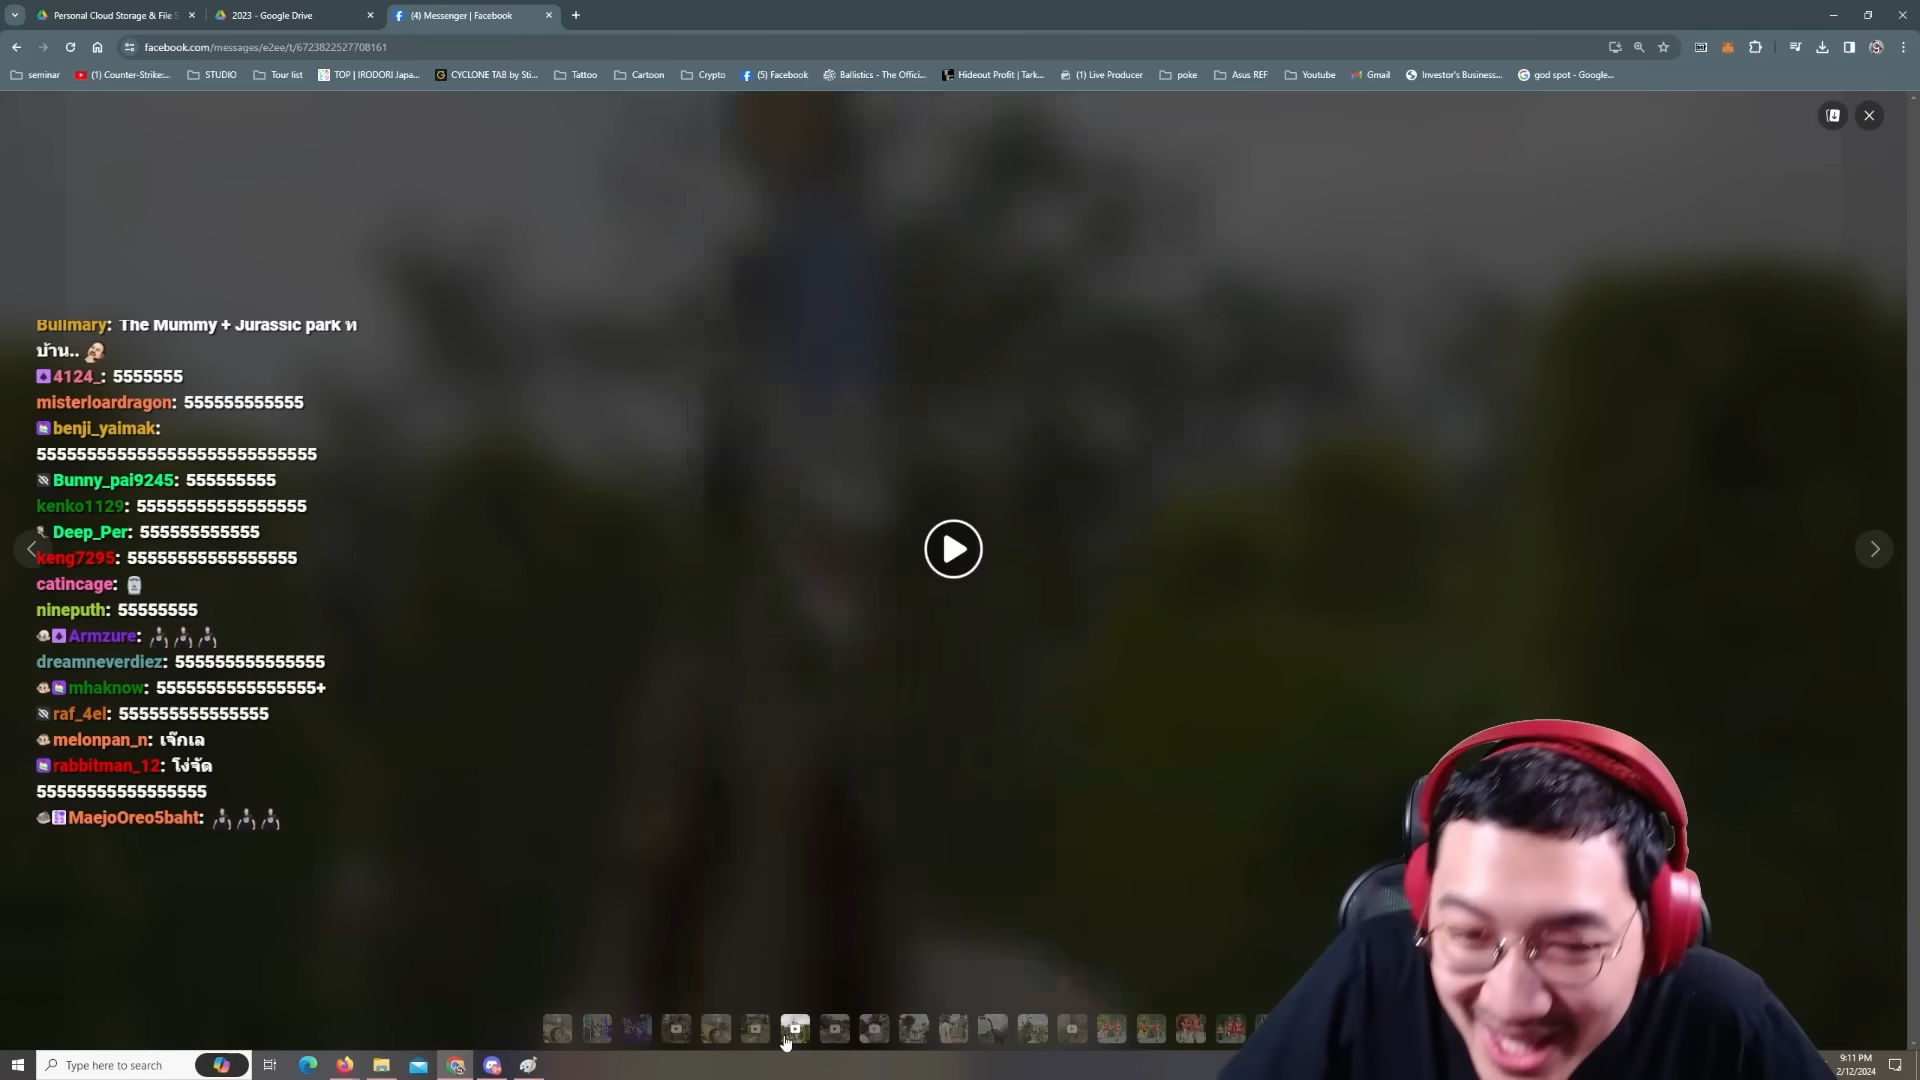 Personal Cloud Storage & File S
2023 - Google Drive
(4) Messenger | Facebook
facebook.com/messages/e2ee/t/6723822527708161
seminar
(1) Counter-Strike:...
STUDIO
Tour list
TOP | IRODORI Japa...
CYCLONE TAB by Sti...
Tattoo
Cartoon
Crypto
(5) Facebook
Ballistics - The Offici...
Hideout Profit | Tark...
(1) Live Producer
poke
Asus REF
Youtube
Gmail
Investor's Business...
god spot - Google...
Bullmary: The Mummy + Jurassic park ท
บ้าน..
4124_: 5555555
misterloardragon: 555555555555
benji_yaimak:
5555555555555555555555555555
Bunny_pai9245: 555555555
kenko1129: 55555555555555555
Deep_Per: 555555555555
keng7295: 55555555555555555
catincage:
nineputh: 55555555
Armzure:
dreamneverdiez: 555555555555555
mhaknow: 5555555555555555+
raf_4el: 555555555555555
melonpan_n: เจ๊กเล
rabbitman_12: โง่จัด
55555555555555555
MaejoOreo5baht:
Type here to search
9:11 PM
2/12/2024